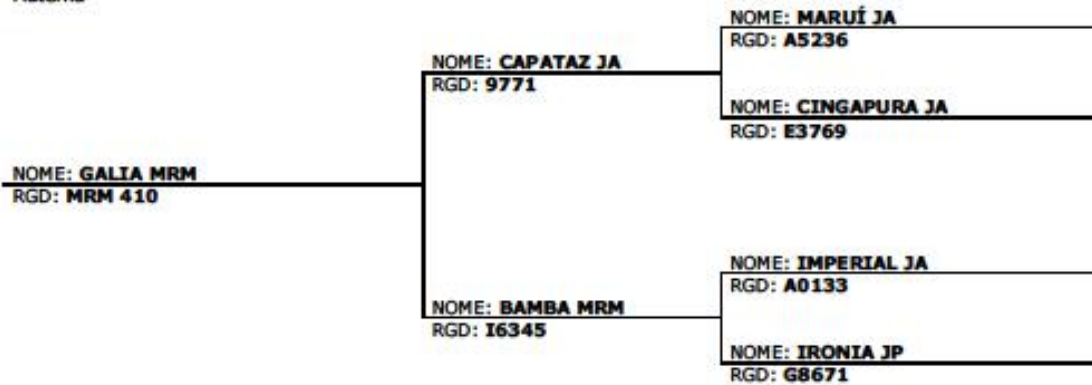 NOME: MARUÍ JA
RGD: A5236
NOME: CAPATAZ JA
RGD: 9771
NOME: CINGAPURA JA
RGD: E3769
NOME: GALIA MRM
RGD: MRM 410
NOME: IMPERIAL JA
RGD: A0133
NOME: BAMBA MRM
RGD: I6345
NOME: IRONIA JP
RGD: G8671